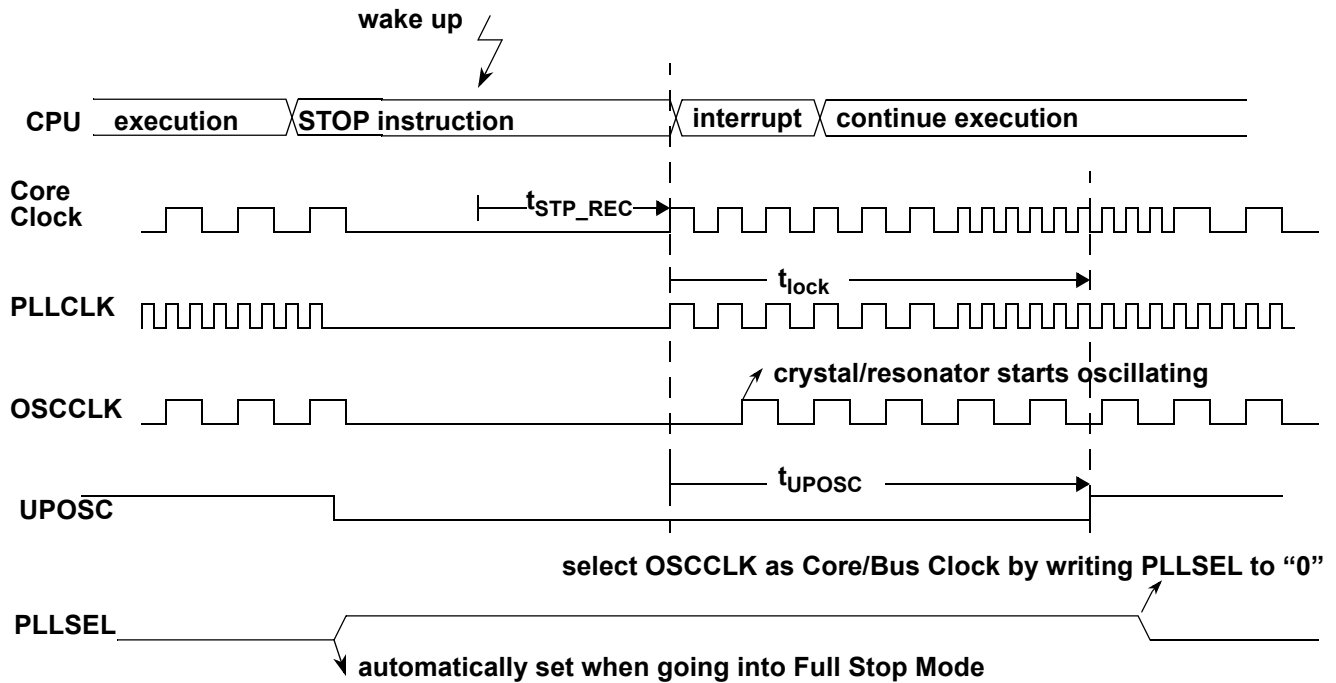 wake up
CPU execution STOP instruction interrupt continue execution
Core
Clock
tSTP_REC
tlock
PLLCLK
crystal/resonator starts oscillating
OSCCLK
tUPOSC
UPOSC
select OSCCLK as Core/Bus Clock by writing PLLSEL to “0”
PLLSEL
automatically set when going into Full Stop Mode